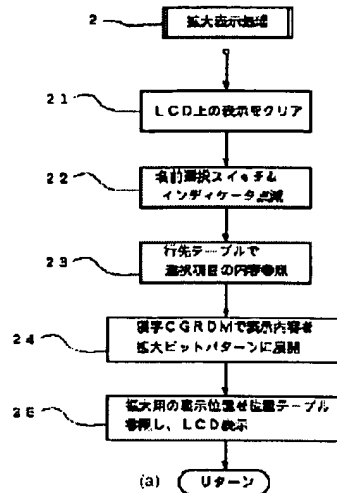 2
拡大表示処理
21
LCD上の表示をクリア
22
名前選択スイッチ&
インディケータ点滅
23
行先テーブルで
選択項目の内容参照
24
漢字CGROMで表示内容を
拡大ビットパターンに展開
25
拡大用の表示位置を位置テーブル
参照し、LCD表示
(a)
リターン